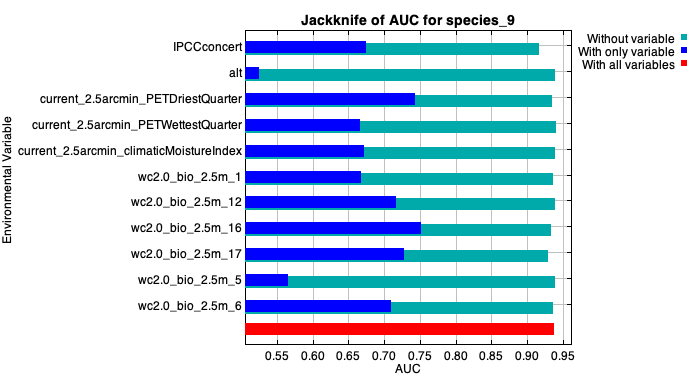 Jackknife of AUC for species_9
Without variable
With only variable
With all variables
Environmental Variable
IPCCconcert
alt
current_2.5arcmin_PETDriestQuarter
current_2.5arcmin_PETWettestQuarter
current_2.5arcmin_climaticMoistureIndex
wc2.0_bio_2.5m_1
wc2.0_bio_2.5m_12
wc2.0_bio_2.5m_16
wc2.0_bio_2.5m_17
wc2.0_bio_2.5m_5
wc2.0_bio_2.5m_6
0.55 0.60 0.65 0.70 0.75 0.80 0.85 0.90 0.95
AUC